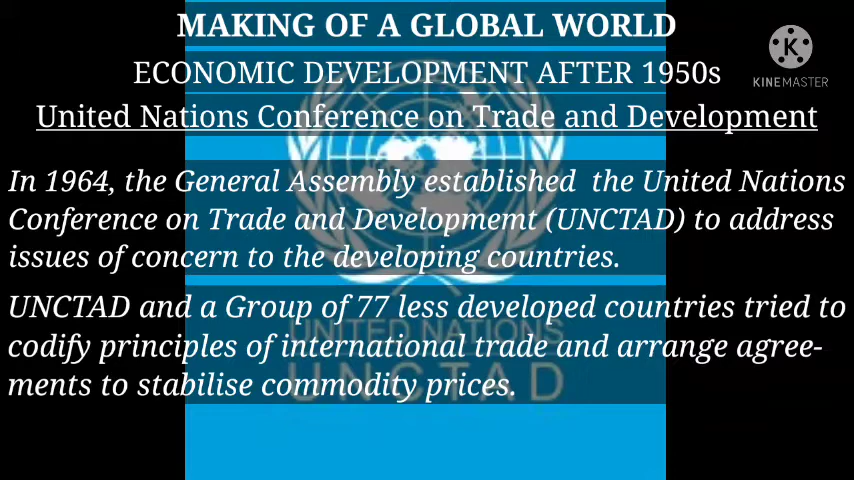 MAKING OF A GLOBAL WORLD
K
KINEMASTER
ECONOMIC DEVELOPMENT AFTER 1950s
United Nations Conference on Trade and Development
In 1964, the General Assembly established the United Nations
Conference on Trade and Developmemt (UNCTAD) to address
issues of concern to the developing countries.
UNCTAD and a Group of 77 less developed countries tried to
codify principles of international trade and arrange agree-
ments to stabilise commodity prices.
UNITED NATIONS
UNCTAD